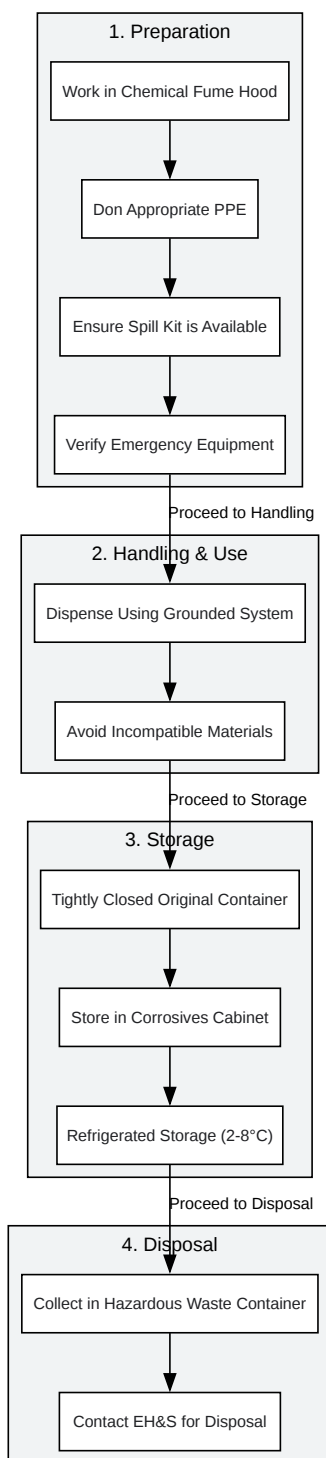 1. Preparation
Work in Chemical Fume Hood
Don Appropriate PPE
Ensure Spill Kit is Available
Verify Emergency Equipment
Proceed to Handling
2. Handling & Use
Dispense Using Grounded System
Avoid Incompatible Materials
Proceed to Storage
3. Storage
Tightly Closed Original Container
Store in Corrosives Cabinet
Refrigerated Storage (2-8°C)
Proceed to Disposal
4. Disposal
Collect in Hazardous Waste Container
Contact EH&S for Disposal